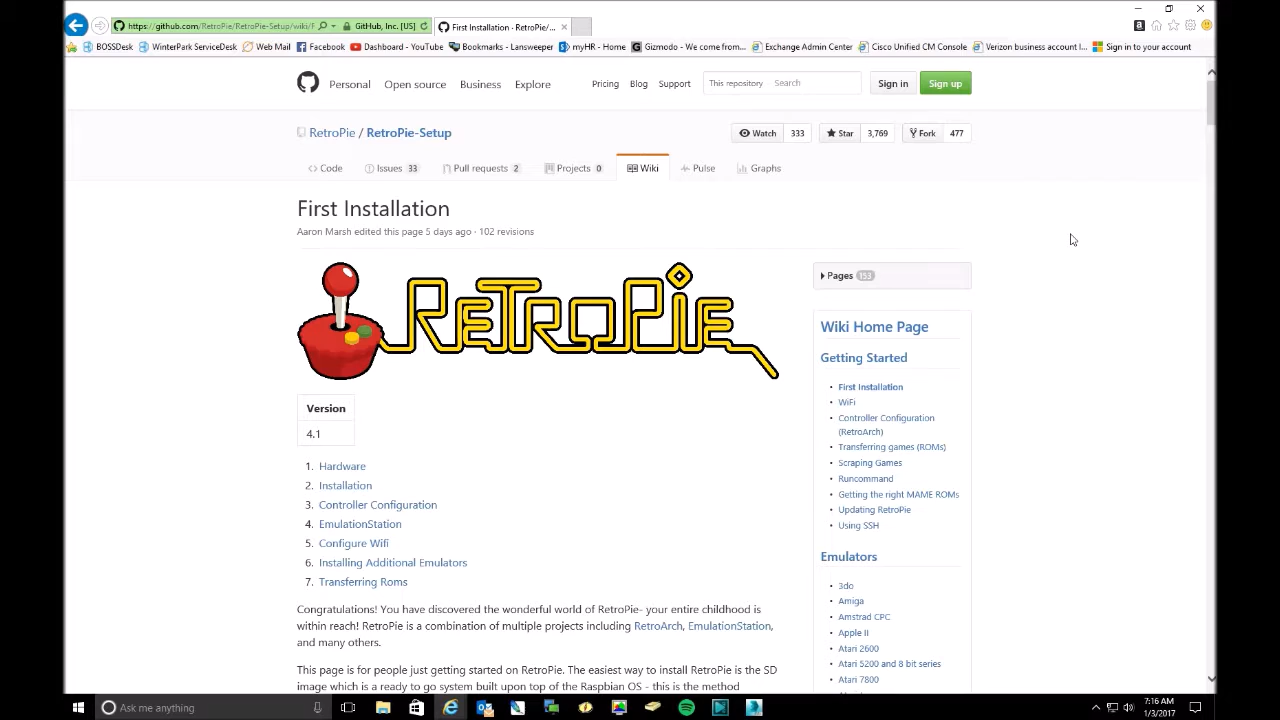 https://github.com/RetroPie/RetroPie-Setup/wiki/F
GitHub, Inc. [US]
First Installation · RetroPie/...
BOSSDesk
WinterPark ServiceDesk
Web Mail
Facebook
Dashboard - YouTube
Bookmarks - Lansweeper
myHR - Home
Gizmodo - We come from...
Exchange Admin Center
Cisco Unified CM Console
Verizon business account l...
Sign in to your account
Personal
Open source
Business
Explore
Pricing
Blog
Support
This repository
Search
Sign in
Sign up
RetroPie / RetroPie-Setup
Watch 333
Star 3,769
Fork 477
Code
Issues 33
Pull requests 2
Projects 0
Wiki
Pulse
Graphs
First Installation
Aaron Marsh edited this page 5 days ago · 102 revisions
RETROPIE
Version
4.1
1. Hardware
2. Installation
3. Controller Configuration
4. EmulationStation
5. Configure Wifi
6. Installing Additional Emulators
7. Transferring Roms
Congratulations! You have discovered the wonderful world of RetroPie- your entire childhood is
within reach! RetroPie is a combination of multiple projects including RetroArch, EmulationStation,
and many others.
This page is for people just getting started on RetroPie. The easiest way to install RetroPie is the SD
image which is a ready to go system built upon top of the Raspbian OS - this is the method
Pages 153
Wiki Home Page
Getting Started
• First Installation
• WiFi
• Controller Configuration
(RetroArch)
• Transferring games (ROMs)
• Scraping Games
• Runcommand
• Getting the right MAME ROMs
• Updating RetroPie
• Using SSH
Emulators
• 3do
• Amiga
• Amstrad CPC
• Apple II
• Atari 2600
• Atari 5200 and 8 bit series
• Atari 7800
Ask me anything
7:16 AM
1/3/2017